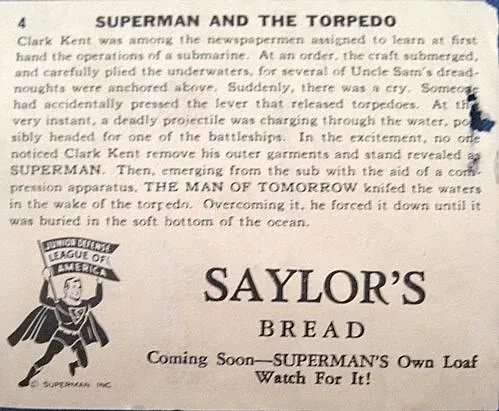 4 SUPERMAN AND THE TORPEDO
Clark Kent was among the newspapermen assigned to learn at first
hand the operations of a submarine. At an order, the craft submerged,
and carefully plied the underwaters, for several of Uncle Sam's dread-
noughts were anchored above. Suddenly, there was a cry. Someone
had accidentally pressed the lever that released torpedoes. At the
very instant, a deadly projectile was charging through the water, pos-
sibly headed for one of the battleships. In the excitement, no one
noticed Clark Kent remove his outer garments and stand revealed as
SUPERMAN. Then, emerging from the sub with the aid of a com-
pression apparatus, THE MAN OF TOMORROW knifed the waters
in the wake of the torpedo. Overcoming it, he forced it down until it
was buried in the soft bottom of the ocean.
JUNIOR DEFENSE
LEAGUE OF
AMERICA
S
© SUPERMAN INC
SAYLOR'S
BREAD
Coming Soon—SUPERMAN'S Own Loaf
Watch For It!